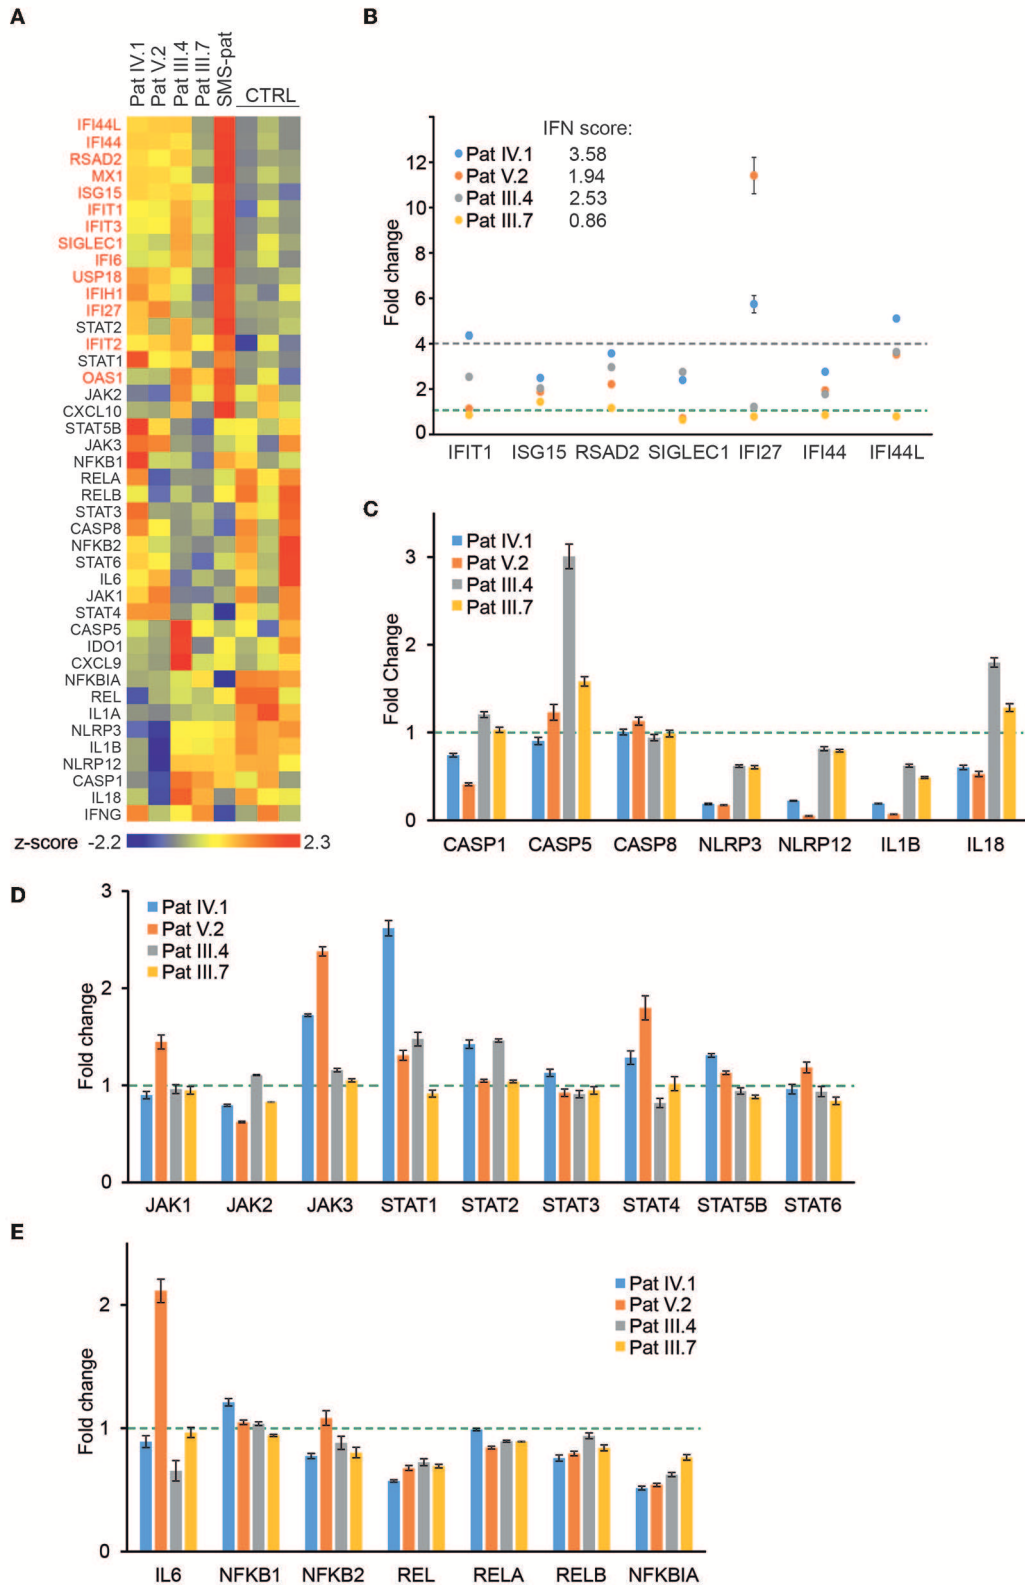 A
Pat IV.1
Pat V.2
Pat III.4
Pat III.7
SMS-pat
CTRL
IFI44L
IFI44
RSAD2
MX1
ISG15
IFIT1
IFIT3
SIGLEC1
IFI6
USP18
IFIH1
IFI27
STAT2
IFIT2
STAT1
OAS1
JAK2
CXCL10
STAT5B
JAK3
NFKB1
RELA
RELB
STAT3
CASP8
NFKB2
STAT6
IL6
JAK1
STAT4
CASP5
IDO1
CXCL9
NFKBIA
REL
IL1A
NLRP3
IL1B
NLRP12
CASP1
IL18
IFNG
z-score -2.2 2.3
B
IFN score:
Pat IV.1 3.58
Pat V.2 1.94
Pat III.4 2.53
Pat III.7 0.86
Fold change
12
10
8
6
4
2
1
0
IFIT1 ISG15 RSAD2 SIGLEC1 IFI27 IFI44 IFI44L
C
Pat IV.1
Pat V.2
Pat III.4
Pat III.7
Fold Change
3
2
1
0
CASP1 CASP5 CASP8 NLRP3 NLRP12 IL1B IL18
D
Pat IV.1
Pat V.2
Pat III.4
Pat III.7
Fold change
3
2
1
0
JAK1 JAK2 JAK3 STAT1 STAT2 STAT3 STAT4 STAT5B STAT6
E
Pat IV.1
Pat V.2
Pat III.4
Pat III.7
Fold change
2
1
0
IL6 NFKB1 NFKB2 REL RELA RELB NFKBIA